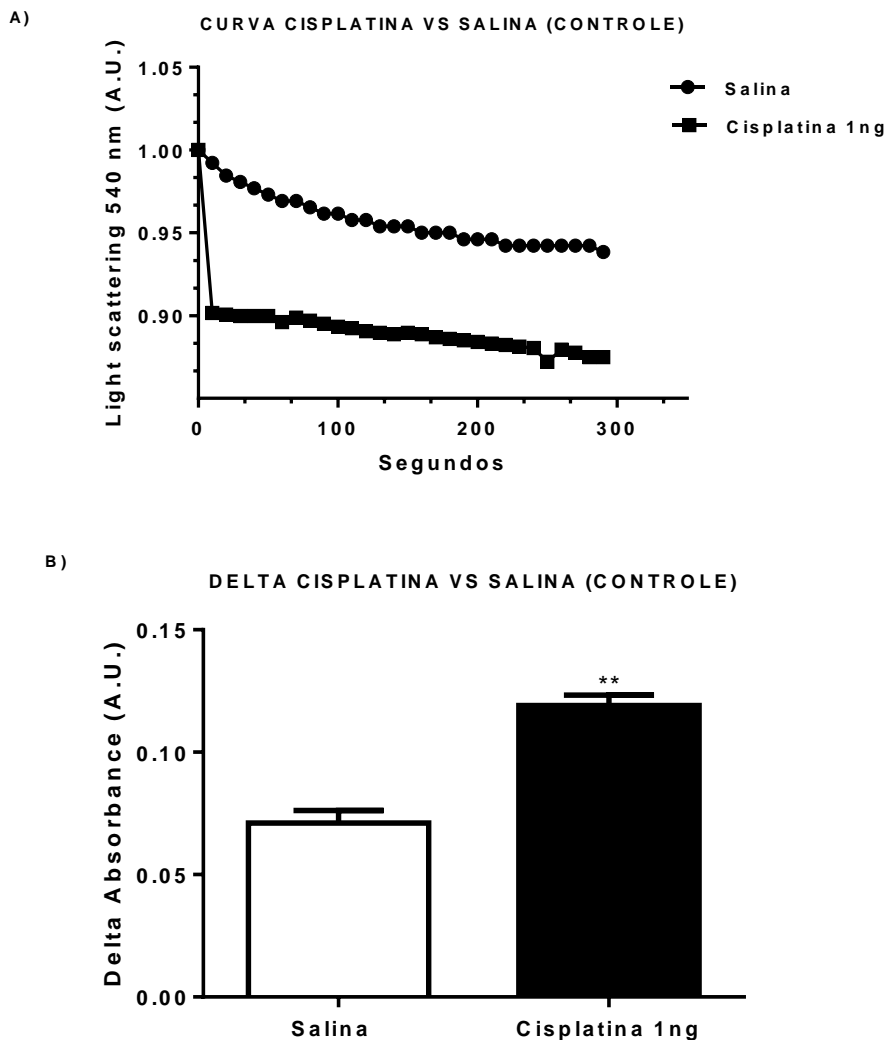 A)
CURVA CISPLATINA VS SALINA (CONTROLE)
Light scattering 540 nm (A.U.)
1.05
1.00
0.95
0.90
0
100
200
300
Segundos
Salina
Cisplatina 1ng
B)
DELTA CISPLATINA VS SALINA (CONTROLE)
Delta Absorbance (A.U.)
0.15
0.10
0.05
0.00
**
Salina
Cisplatina 1ng